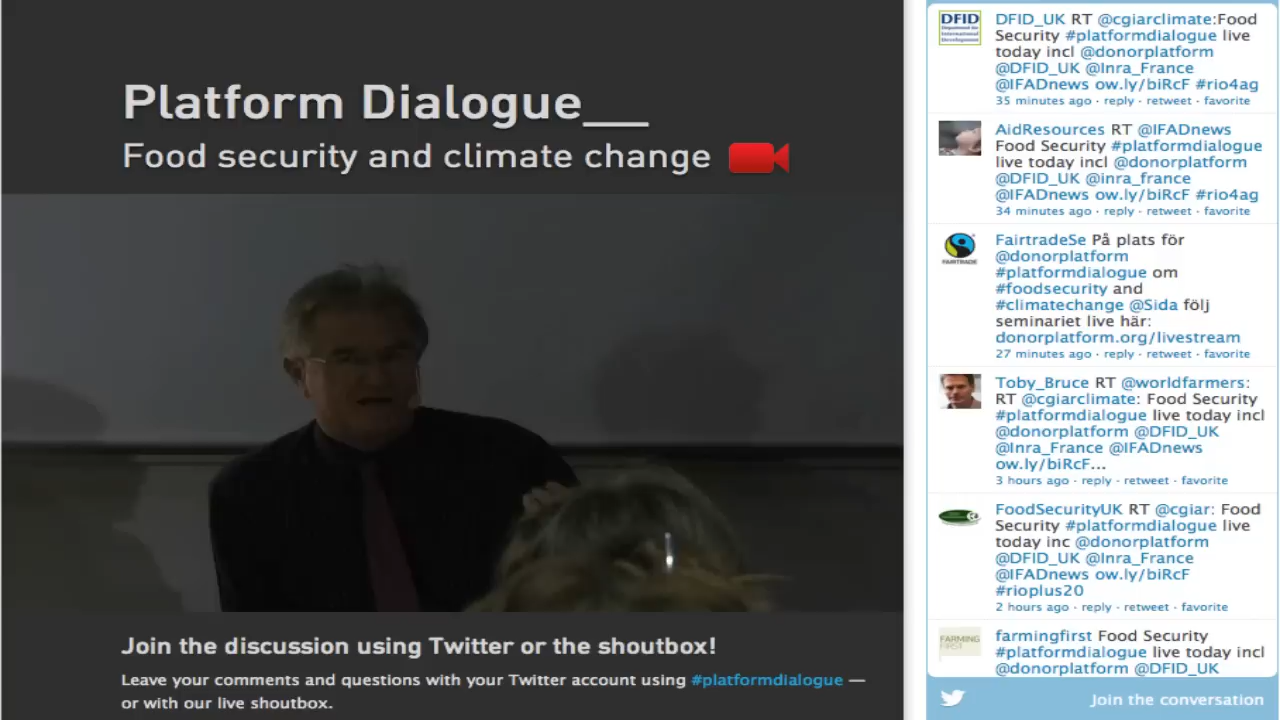 Platform Dialogue__
Food security and climate change
Join the discussion using Twitter or the shoutbox!
Leave your comments and questions with your Twitter account using #platformdialogue —
or with our live shoutbox.
DFID
Department for
International
Development
DFID_UK RT @cgiarclimate:Food
Security #platformdialogue live
today incl @donorplatform
@DFID_UK @Inra_France
@IFADnews ow.ly/biRcF #rio4ag
35 minutes ago · reply · retweet · favorite
AidResources RT @IFADnews
Food Security #platformdialogue
live today incl @donorplatform
@DFID_UK @inra_france
@IFADnews ow.ly/biRcF #rio4ag
34 minutes ago · reply · retweet · favorite
FAIRTRADE
FairtradeSe På plats för
@donorplatform
#platformdialogue om
#foodsecurity and
#climatechange @Sida följ
seminariet live här:
donorplatform.org/livestream
27 minutes ago · reply · retweet · favorite
Toby_Bruce RT @worldfarmers:
RT @cgiarclimate: Food Security
#platformdialogue live today incl
@donorplatform @DFID_UK
@Inra_France @IFADnews
ow.ly/biRcF...
3 hours ago · reply · retweet · favorite
FoodSecurityUK RT @cgiar: Food
Security #platformdialogue live
today inc @donorplatform
@DFID_UK @Inra_France
@IFADnews ow.ly/biRcF
#rioplus20
2 hours ago · reply · retweet · favorite
FARMING
FIRST
farmingfirst Food Security
#platformdialogue live today incl
@donorplatform @DFID_UK
Join the conversation